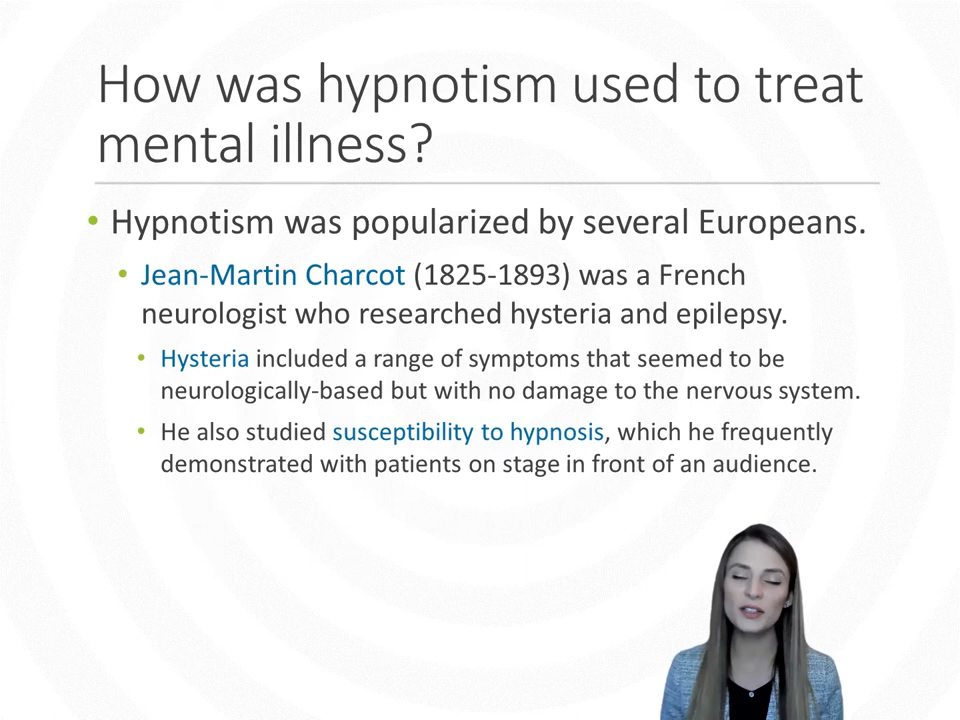 How was hypnotism used to treat
mental illness?
• Hypnotism was popularized by several Europeans.
• Jean-Martin Charcot (1825-1893) was a French
neurologist who researched hysteria and epilepsy.
• Hysteria included a range of symptoms that seemed to be
neurologically-based but with no damage to the nervous system.
• He also studied susceptibility to hypnosis, which he frequently
demonstrated with patients on stage in front of an audience.